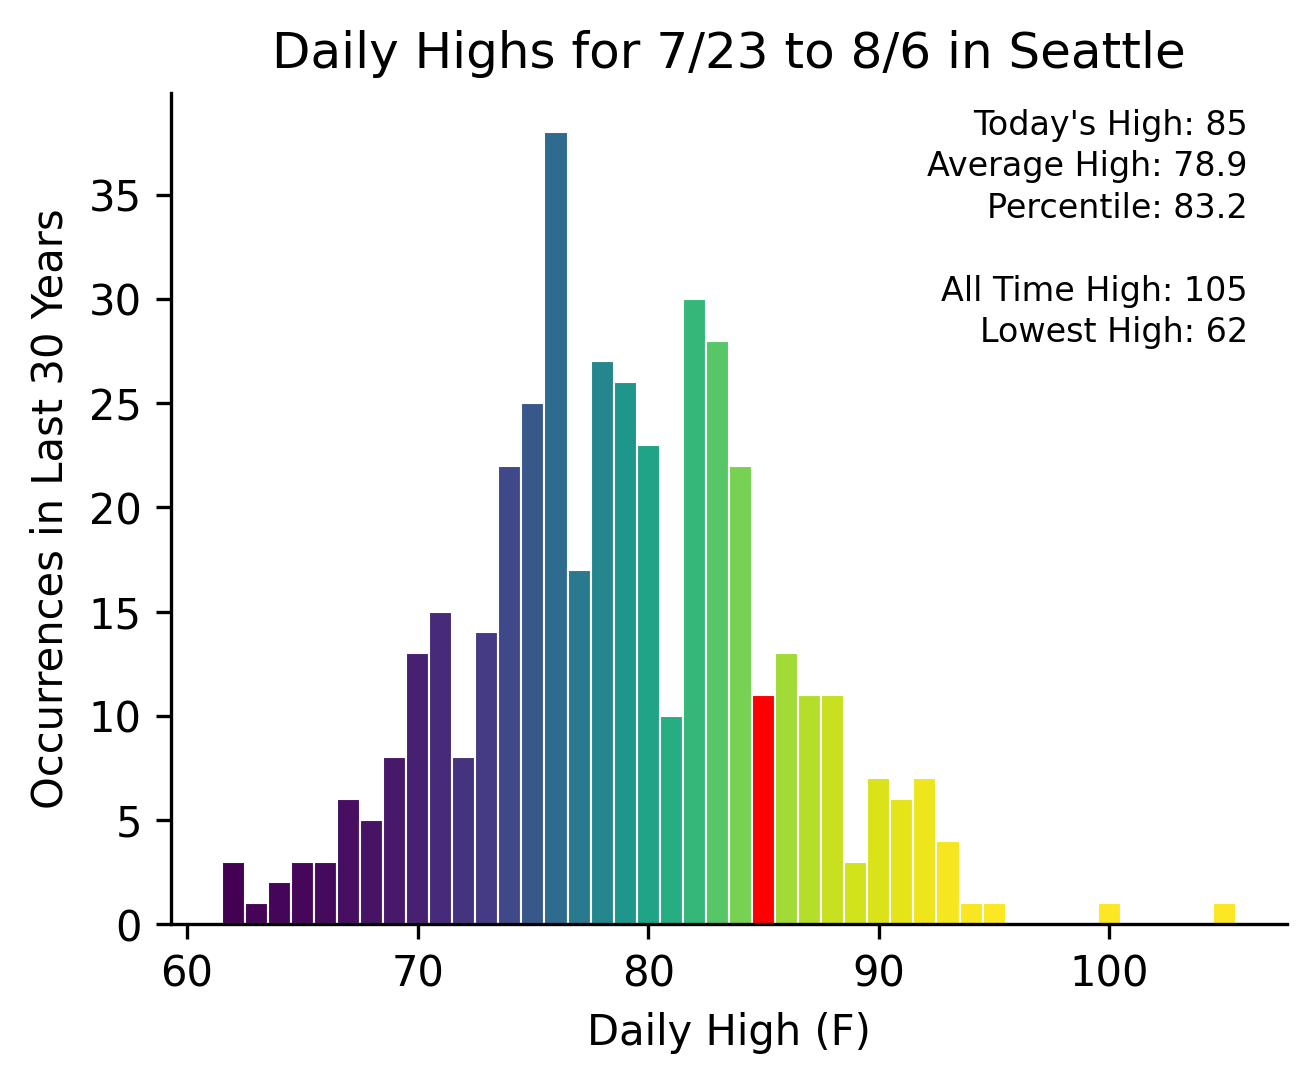 Daily Highs for 7/23 to 8/6 in Seattle
Today's High: 85
Average High: 78.9
Percentile: 83.2
All Time High: 105
Lowest High: 62
Occurrences in Last 30 Years
35
30
25
20
15
10
5
0
60 70 80 90 100
Daily High (F)